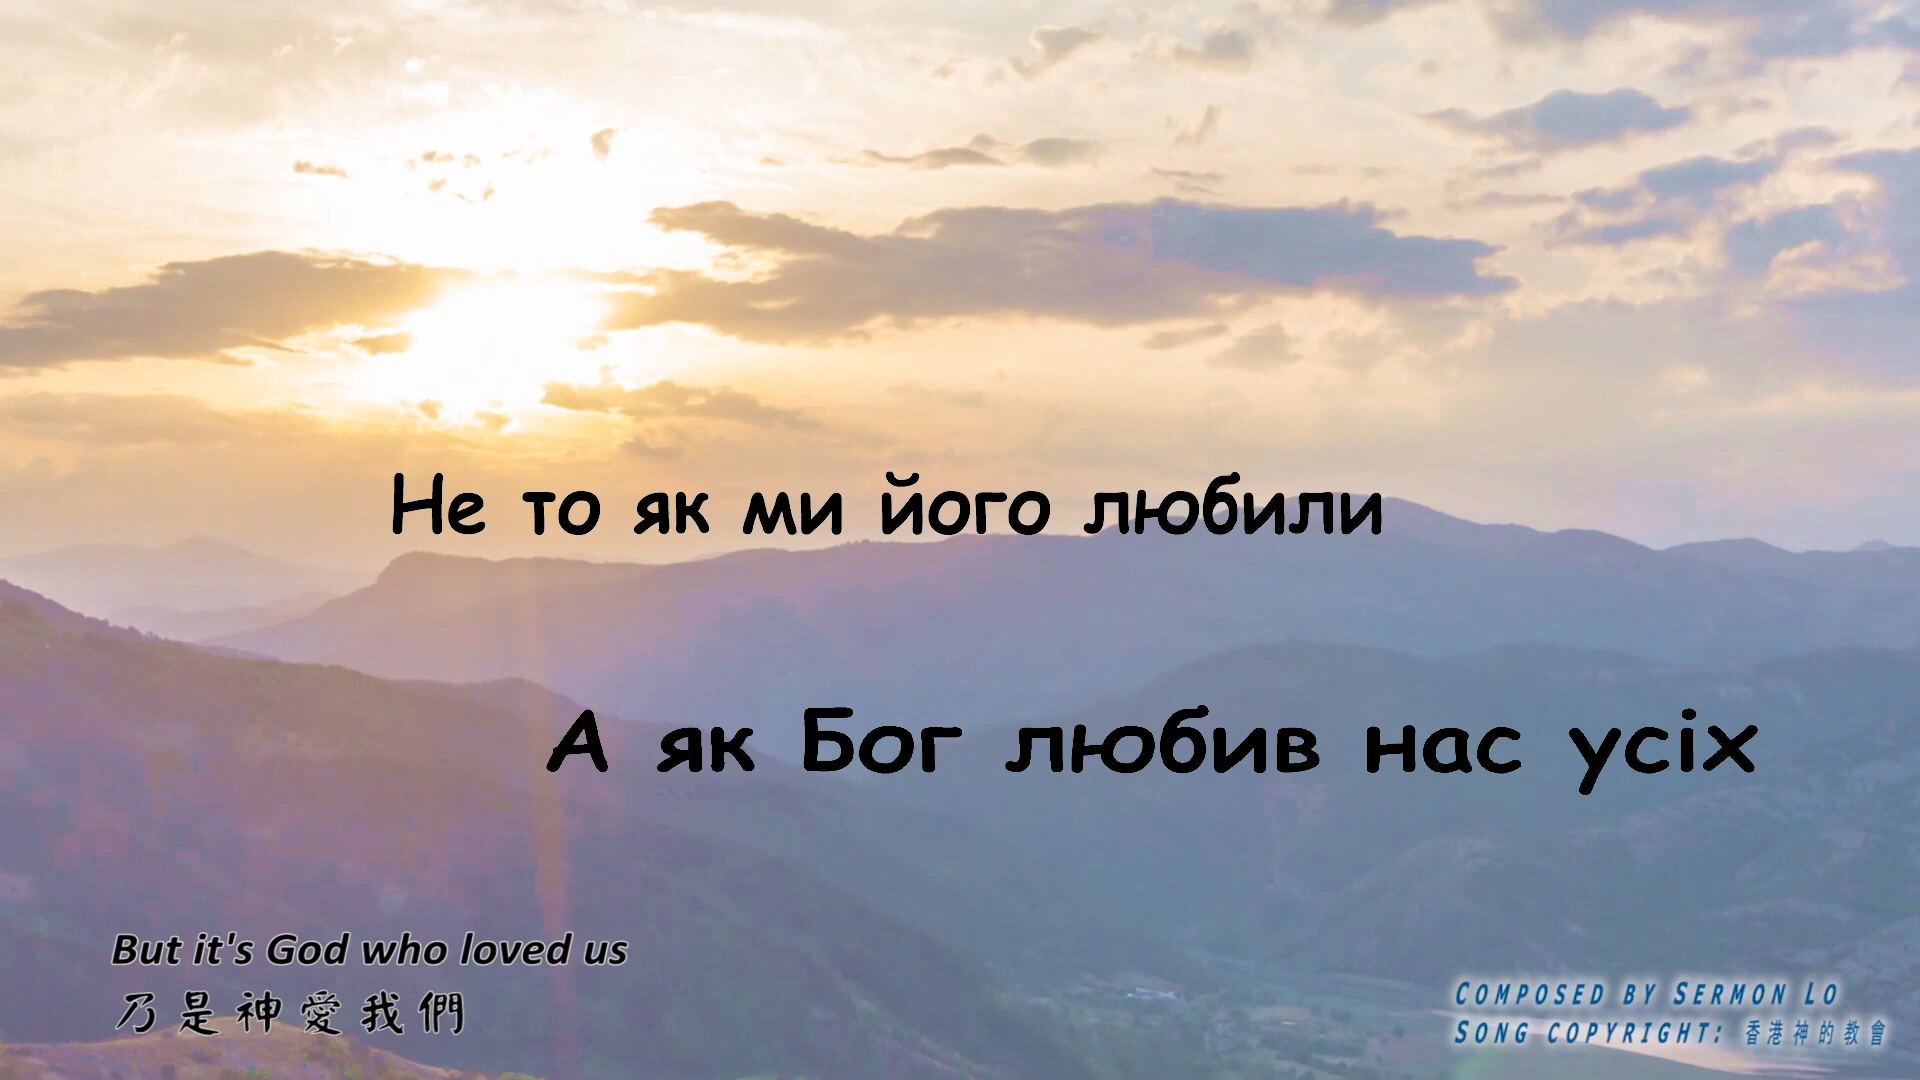 Не то як ми його любили
А як Бог любив нас усіх
But it's God who loved us
乃是神愛我們
Composed by Sermon Lo
Song copyright: 香港神的教會